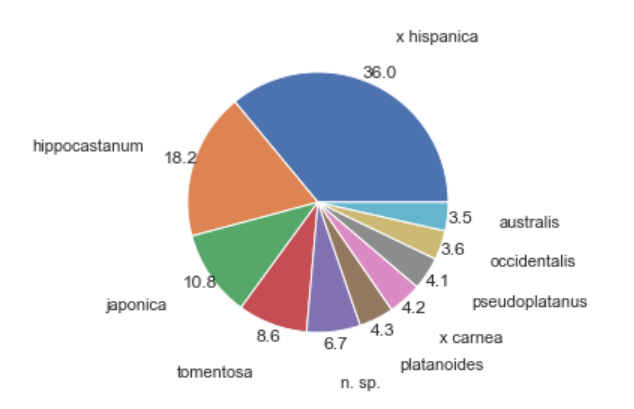 x hispanica
36.0
hippocastanum
18.2
japonica
10.8
tomentosa
8.6
n. sp.
6.7
platanoides
4.3
x carnea
4.2
pseudoplatanus
4.1
occidentalis
3.6
australis
3.5